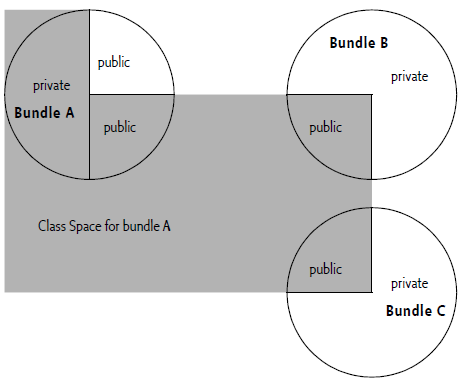 public
private
Bundle A
public
Bundle B
private
public
Class Space for bundle A
public
private
Bundle C